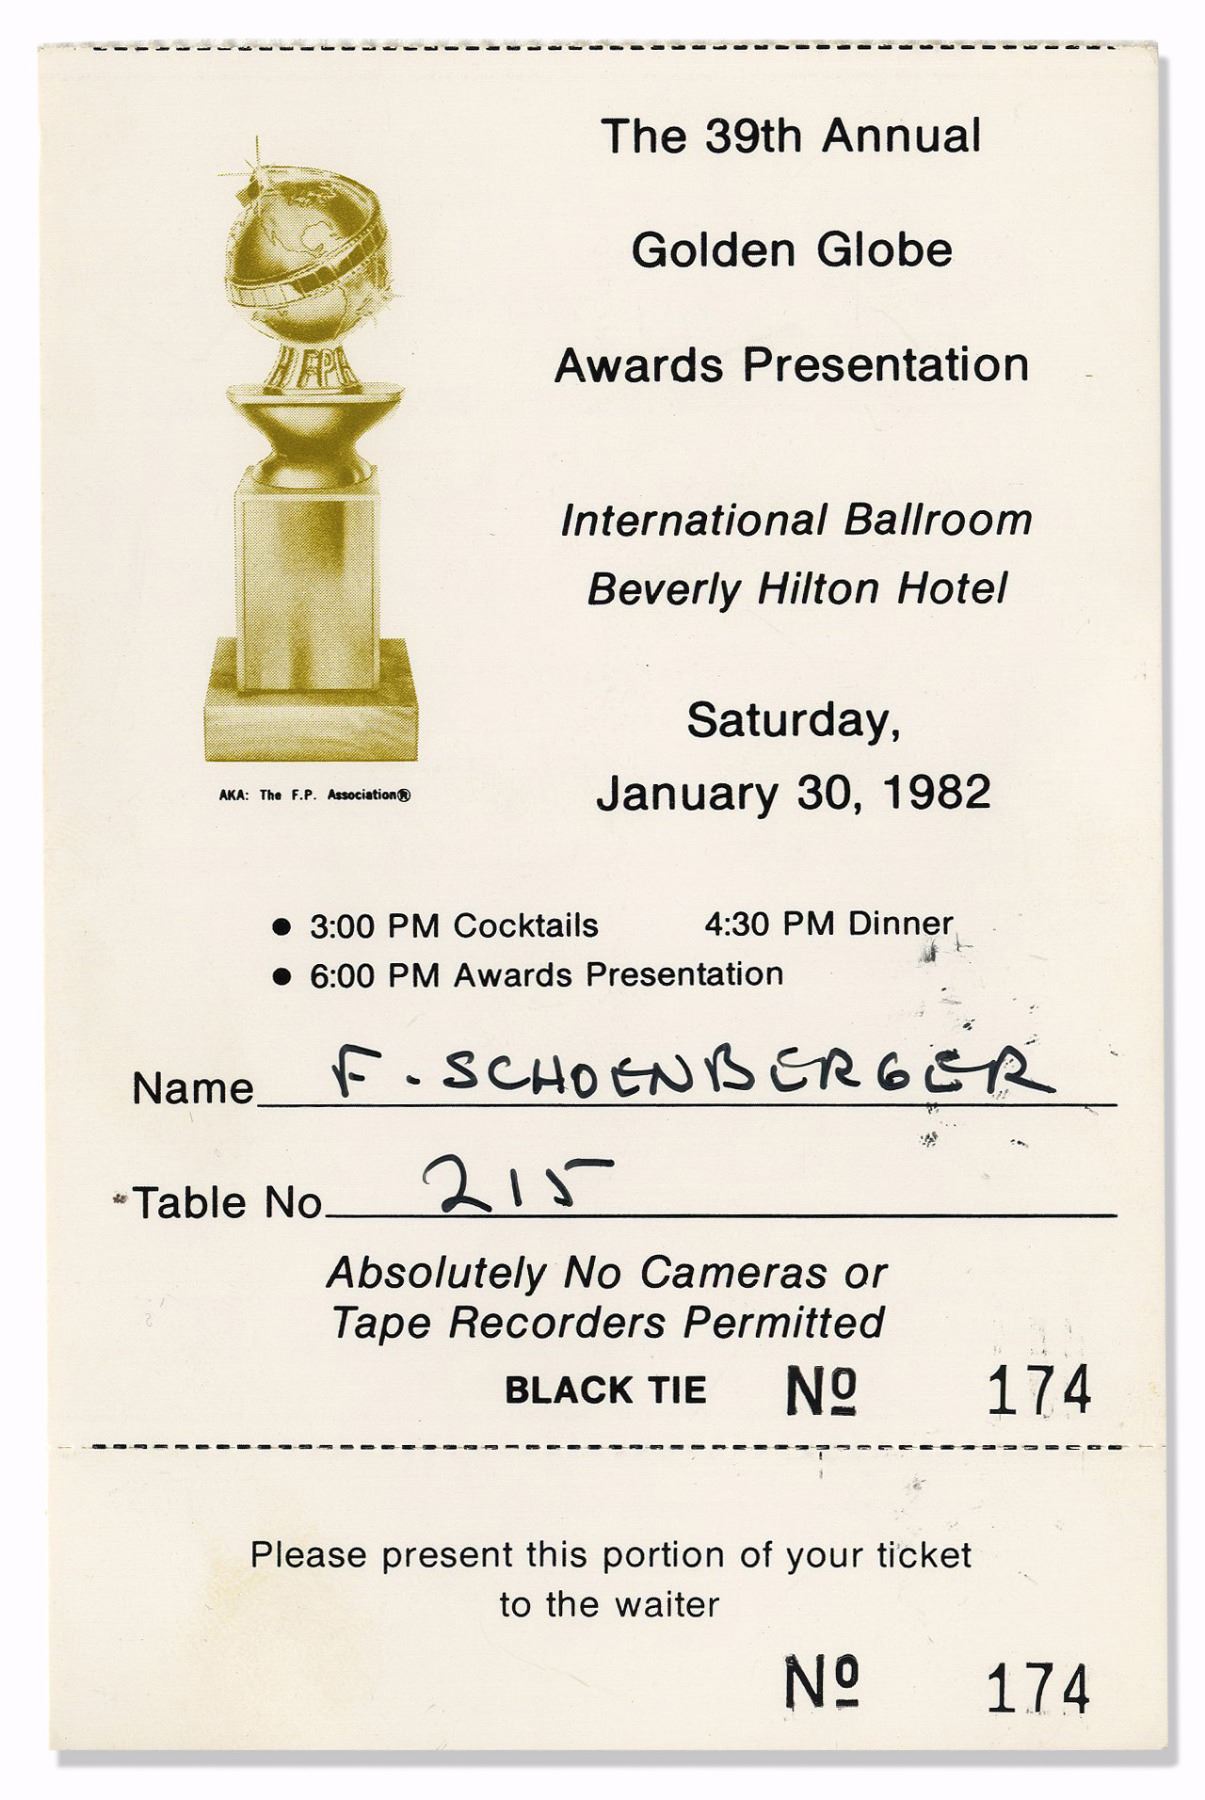 The 39th Annual
Golden Globe
Awards Presentation
HFPA
International Ballroom
Beverly Hilton Hotel
Saturday,
January 30, 1982
AKA: The F.P. Association®
● 3:00 PM Cocktails 4:30 PM Dinner
● 6:00 PM Awards Presentation
Name F. SCHOENBERGER
Table No. 215
Absolutely No Cameras or
Tape Recorders Permitted
BLACK TIE Nº 174
Please present this portion of your ticket
to the waiter
Nº 174